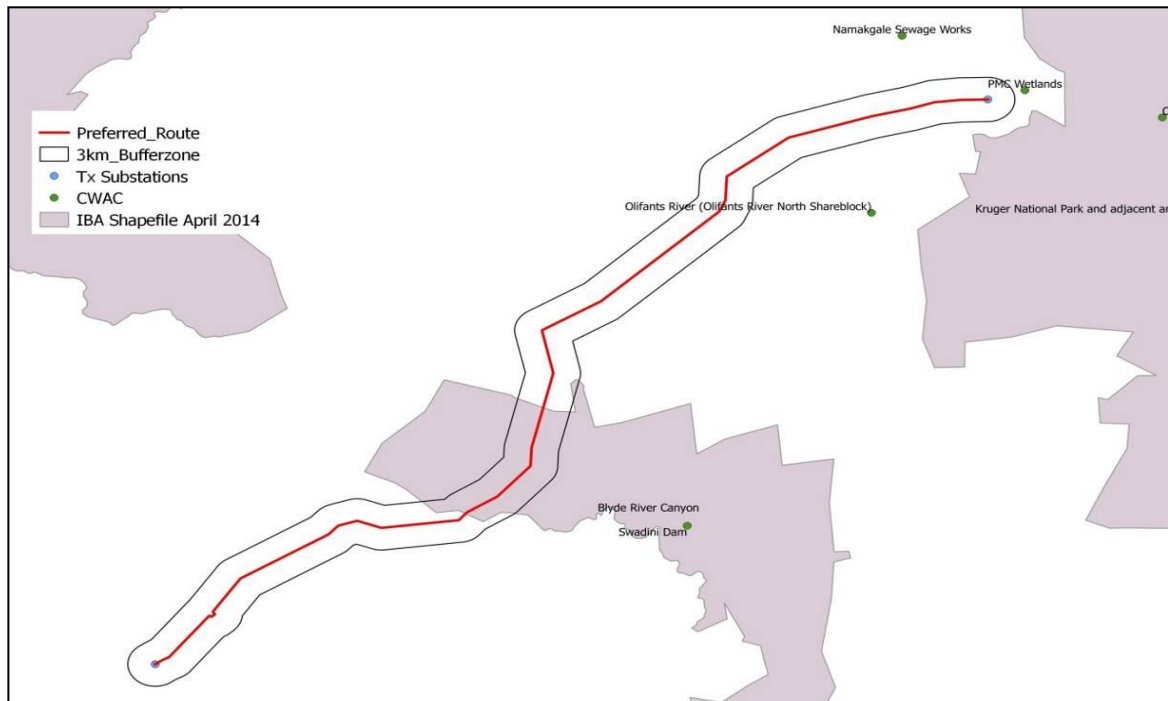 Namakgale Sewage Works
PMC Wetlands
Preferred_Route
3km_Bufferzone
Tx Substations
CWAC
IBA Shapefile April 2014
Olifants River (Olifants River North Shareblock)
Kruger National Park and adjacent
Blyde River Canyon
Swadini Dam